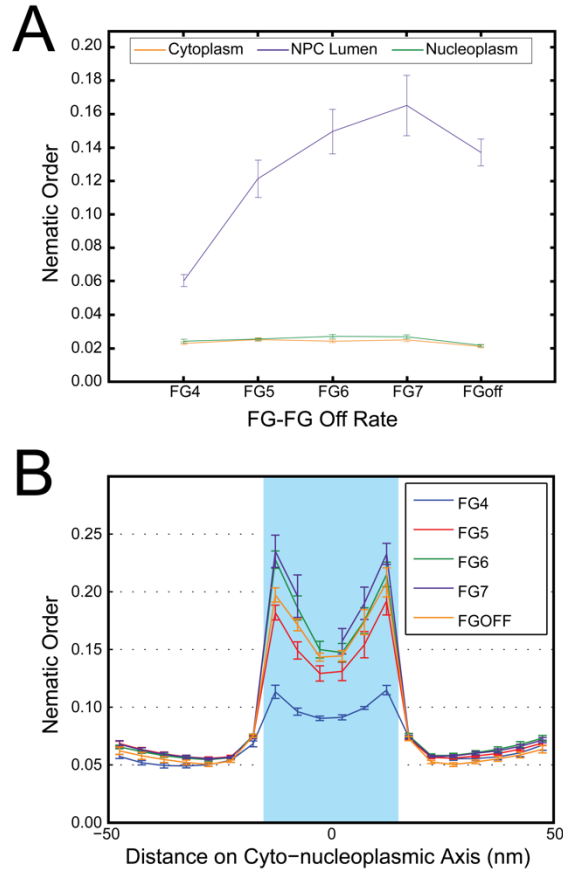 A
0.20
0.18
0.16
0.14
0.12
0.10
0.08
0.06
0.04
0.02
0.00
Nematic Order
Cytoplasm NPC Lumen Nucleoplasm
FG4 FG5 FG6 FG7 FGoff
FG-FG Off Rate
B
0.25
0.20
0.15
0.10
0.05
0.00
Nematic Order
FG4
FG5
FG6
FG7
FGOFF
−50 0 50
Distance on Cyto−nucleoplasmic Axis (nm)